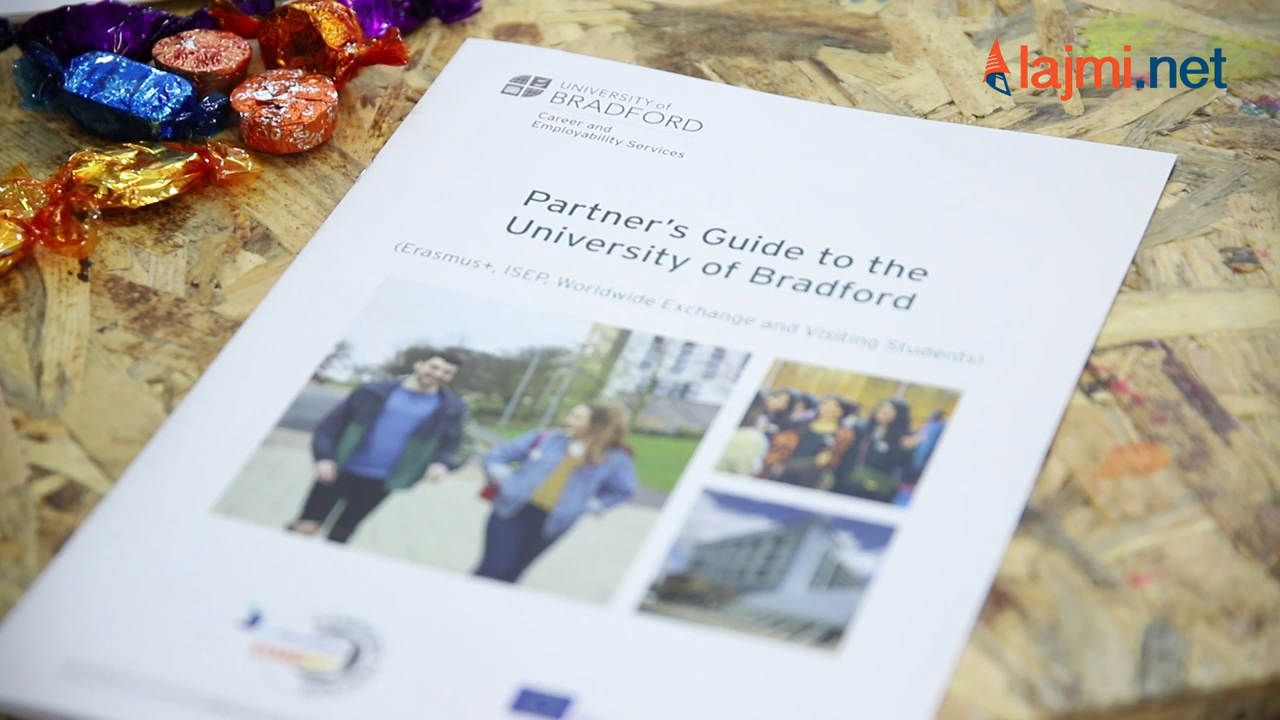 lajmi.net
UNIVERSITY of
BRADFORD
Career and
Employability Services
Partner's Guide to the
University of Bradford
(Erasmus+, ISEP, Worldwide Exchange and Visiting Students)